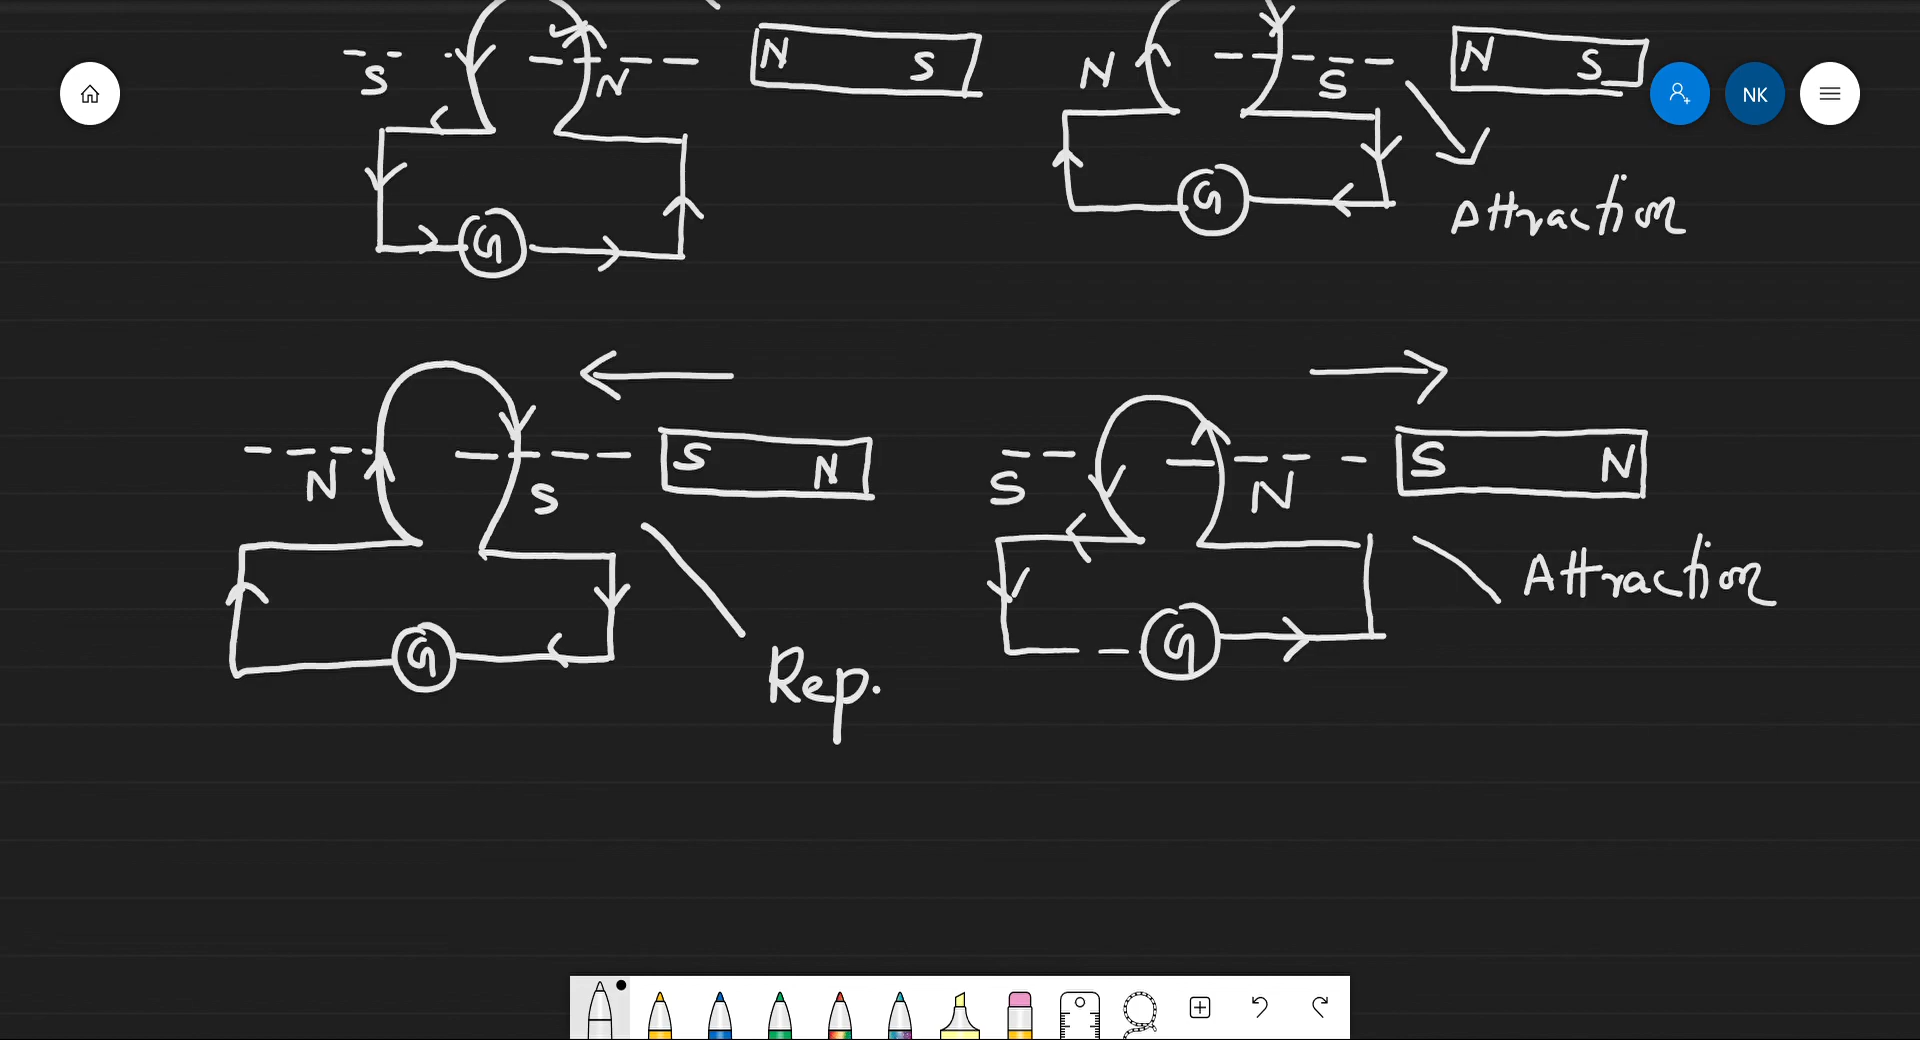 S N N S
N S N S
NK
G
G
Attraction
N S S N
S N S N
G
G
Attraction
Rep.